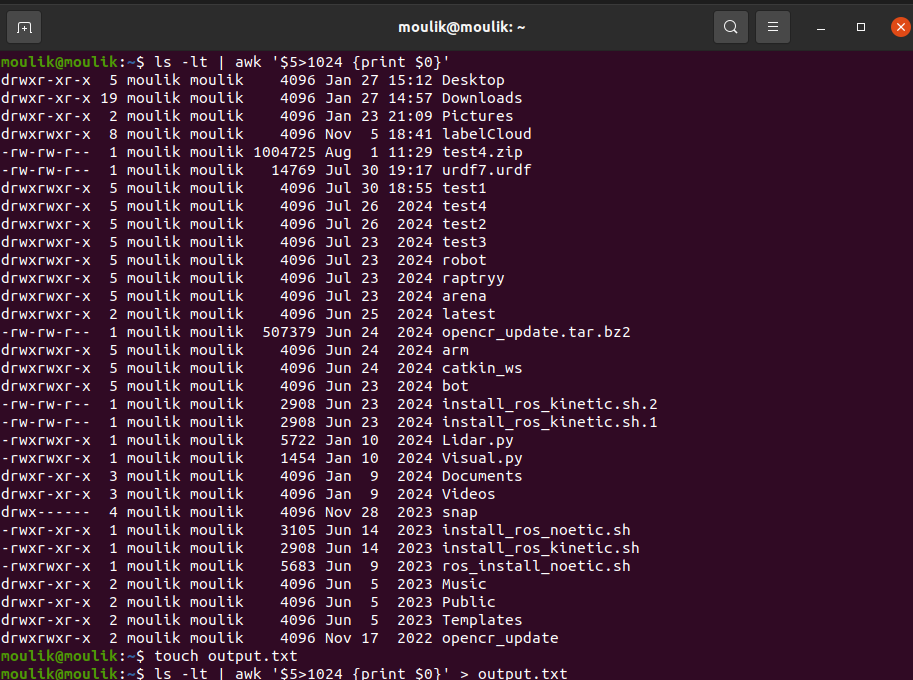 moulik@moulik: ~
moulik@moulik:~$ ls -lt | awk '$5>1024 {print $0}'
drwxr-xr-x  5 moulik moulik    4096 Jan 27 15:12 Desktop
drwxr-xr-x 19 moulik moulik    4096 Jan 27 14:57 Downloads
drwxr-xr-x  2 moulik moulik    4096 Jan 23 21:09 Pictures
drwxrwxr-x  8 moulik moulik    4096 Nov  5 18:41 labelCloud
-rw-rw-r--  1 moulik moulik 1004725 Aug  1 11:29 test4.zip
-rw-rw-r--  1 moulik moulik   14769 Jul 30 19:17 urdf7.urdf
drwxrwxr-x  5 moulik moulik    4096 Jul 30 18:55 test1
drwxrwxr-x  5 moulik moulik    4096 Jul 26  2024 test4
drwxrwxr-x  5 moulik moulik    4096 Jul 26  2024 test2
drwxrwxr-x  5 moulik moulik    4096 Jul 23  2024 test3
drwxrwxr-x  5 moulik moulik    4096 Jul 23  2024 robot
drwxrwxr-x  5 moulik moulik    4096 Jul 23  2024 raptryy
drwxrwxr-x  5 moulik moulik    4096 Jul 23  2024 arena
drwxrwxr-x  2 moulik moulik    4096 Jun 25  2024 latest
-rw-rw-r--  1 moulik moulik  507379 Jun 24  2024 opencr_update.tar.bz2
drwxrwxr-x  5 moulik moulik    4096 Jun 24  2024 arm
drwxrwxr-x  5 moulik moulik    4096 Jun 24  2024 catkin_ws
drwxrwxr-x  5 moulik moulik    4096 Jun 23  2024 bot
-rw-rw-r--  1 moulik moulik    2908 Jun 23  2024 install_ros_kinetic.sh.2
-rw-rw-r--  1 moulik moulik    2908 Jun 23  2024 install_ros_kinetic.sh.1
-rwxrwxr-x  1 moulik moulik    5722 Jan 10  2024 Lidar.py
-rwxrwxr-x  1 moulik moulik    1454 Jan 10  2024 Visual.py
drwxr-xr-x  3 moulik moulik    4096 Jan  9  2024 Documents
drwxr-xr-x  3 moulik moulik    4096 Jan  9  2024 Videos
drwx------  4 moulik moulik    4096 Nov 28  2023 snap
-rwxr-xr-x  1 moulik moulik    3105 Jun 14  2023 install_ros_noetic.sh
-rwxr-xr-x  1 moulik moulik    2908 Jun 14  2023 install_ros_kinetic.sh
-rwxrwxr-x  1 moulik moulik    5683 Jun  9  2023 ros_install_noetic.sh
drwxr-xr-x  2 moulik moulik    4096 Jun  5  2023 Music
drwxr-xr-x  2 moulik moulik    4096 Jun  5  2023 Public
drwxr-xr-x  2 moulik moulik    4096 Jun  5  2023 Templates
drwxrwxr-x  2 moulik moulik    4096 Nov 17  2022 opencr_update
moulik@moulik:~$ touch output.txt
moulik@moulik:~$ ls -lt | awk '$5>1024 {print $0}' > output.txt